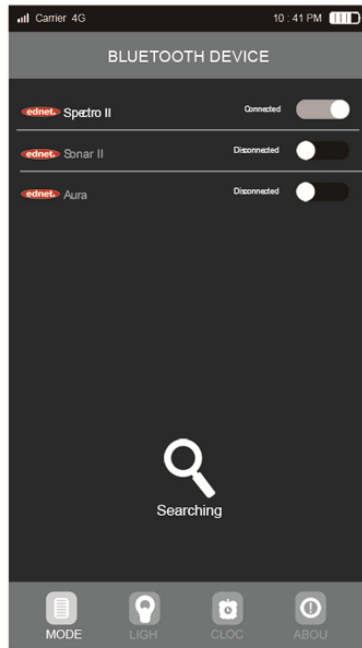 Carrier 4G 10 : 41 PM
BLUETOOTH DEVICE
ednet. Spectro II Connected
ednet. Sonar II Disconnected
ednet. Aura Disconnected
Searching
MODE LIGH CLOC ABOU